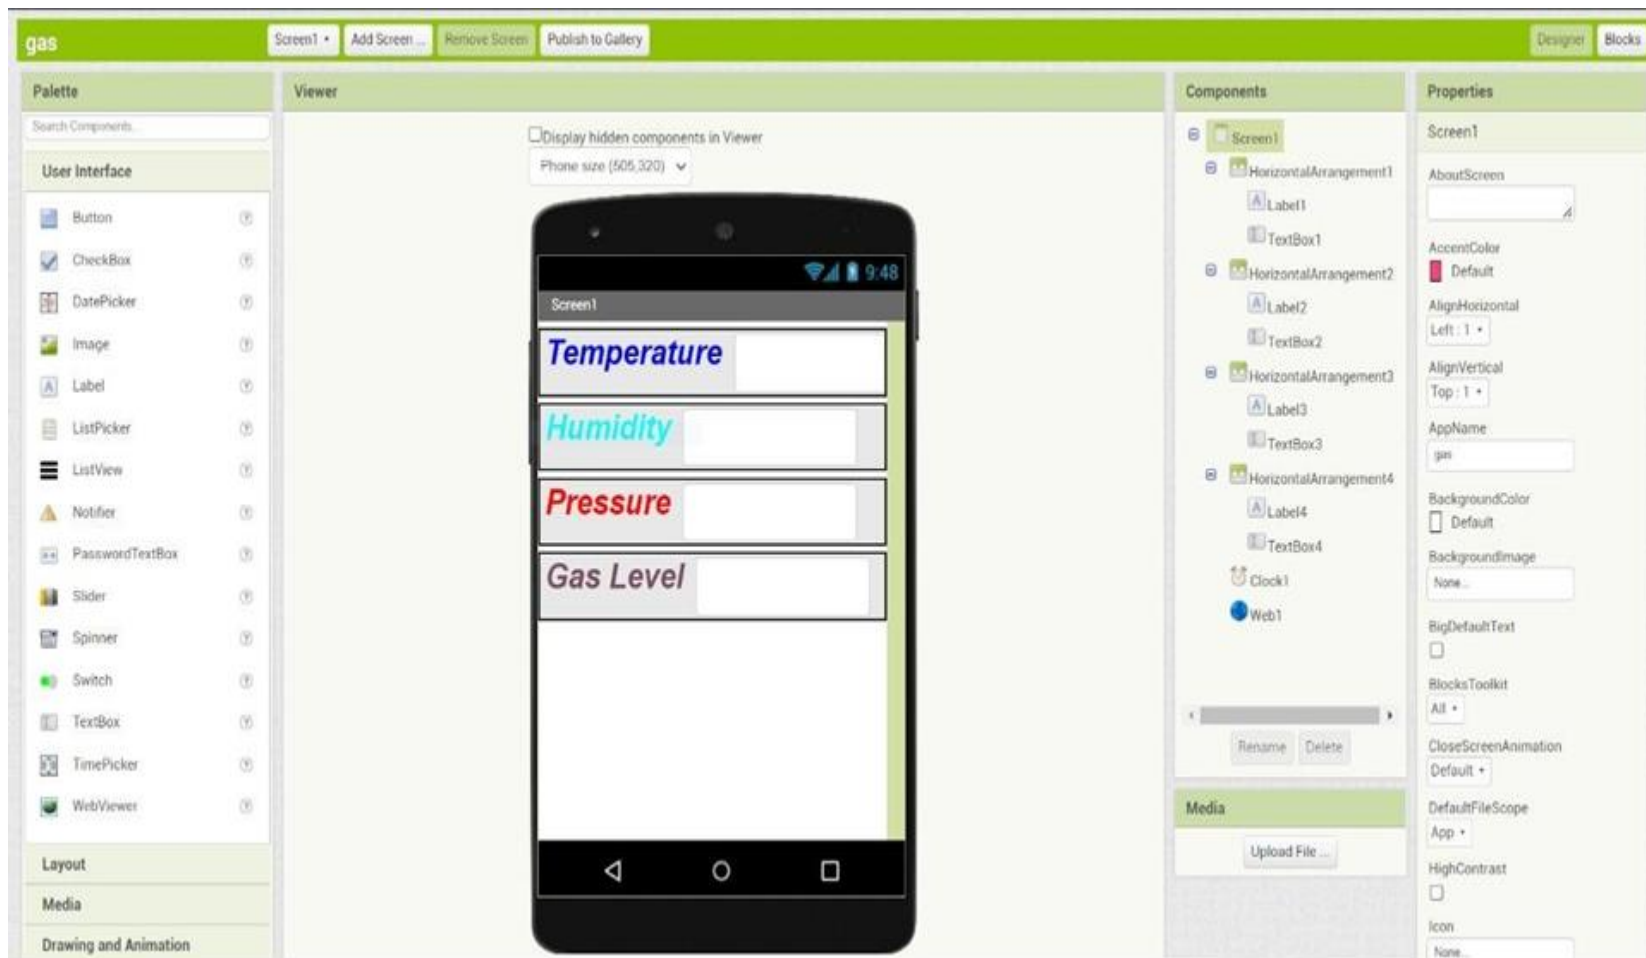 gas
Screen1
Add Screen ...
Remove Screen
Publish to Gallery
Designer
Blocks
Palette
Search Components...
User Interface
Button
CheckBox
DatePicker
Image
Label
ListPicker
ListView
Notifier
PasswordTextBox
Slider
Spinner
Switch
TextBox
TimePicker
WebViewer
Layout
Media
Drawing and Animation
Viewer
Display hidden components in Viewer
Phone size (505,320)
9:48
Screen1
Temperature
Humidity
Pressure
Gas Level
Components
Screen1
HorizontalArrangement1
Label1
TextBox1
HorizontalArrangement2
Label2
TextBox2
HorizontalArrangement3
Label3
TextBox3
HorizontalArrangement4
Label4
TextBox4
Clock1
Web1
Rename
Delete
Media
Upload File ...
Properties
Screen1
AboutScreen
AccentColor
Default
AlignHorizontal
Left : 1
AlignVertical
Top : 1
AppName
gas
BackgroundColor
Default
BackgroundImage
None...
BigDefaultText
BlocksToolkit
All
CloseScreenAnimation
Default
DefaultFileScope
App
HighContrast
Icon
None...